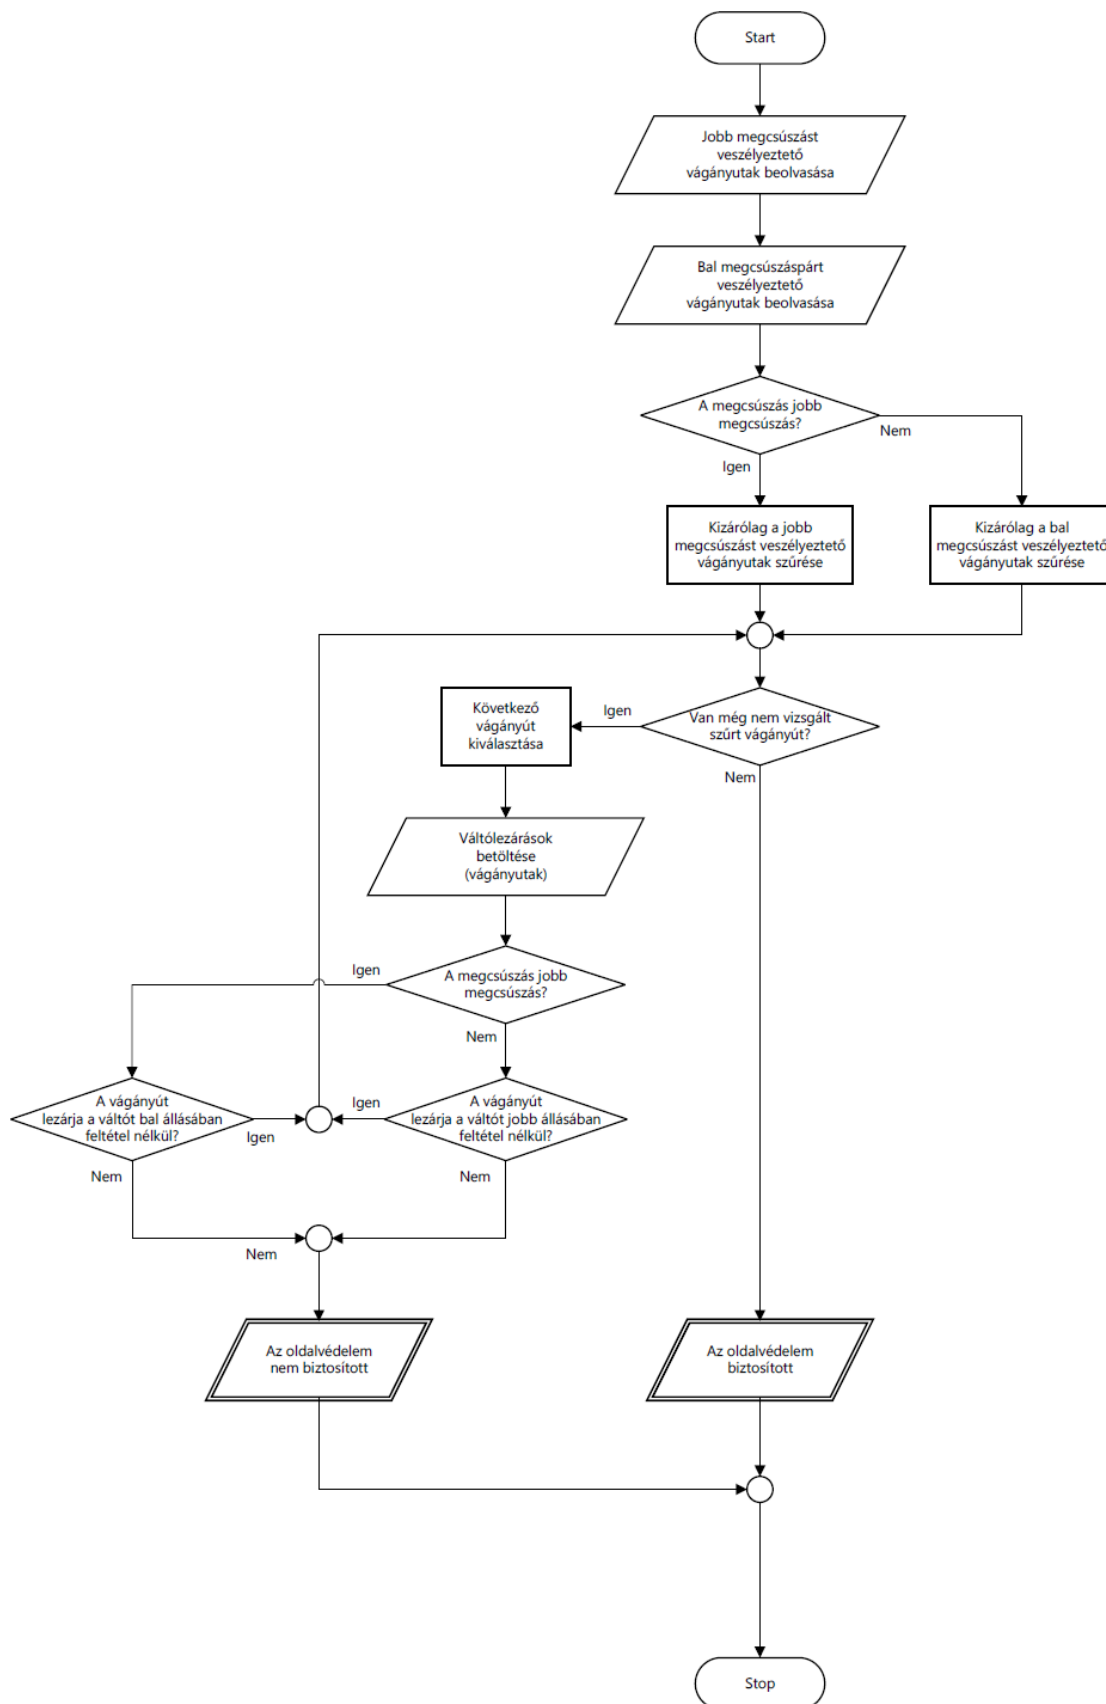 Start
Jobb megcsúszást
veszélyeztető
vágányutak beolvasása
Bal megcsúszáspárt
veszélyeztető
vágányutak beolvasása
A megcsúszás jobb
megcsúszás?
Nem
Igen
Kizárólag a jobb
megcsúszást veszélyeztető
vágányutak szűrése
Kizárólag a bal
megcsúszást veszélyeztető
vágányutak szűrése
Van még nem vizsgált
szűrt vágányút?
Igen
Nem
Következő
vágányút
kiválasztása
Váltólezárások
betöltése
(vágányutak)
A megcsúszás jobb
megcsúszás?
Igen
Nem
A vágányút
lezárja a váltót bal állásában
feltétel nélkül?
Igen
Nem
A vágányút
lezárja a váltót jobb állásában
feltétel nélkül?
Igen
Nem
Nem
Az oldalvédelem
nem biztosított
Az oldalvédelem
biztosított
Stop